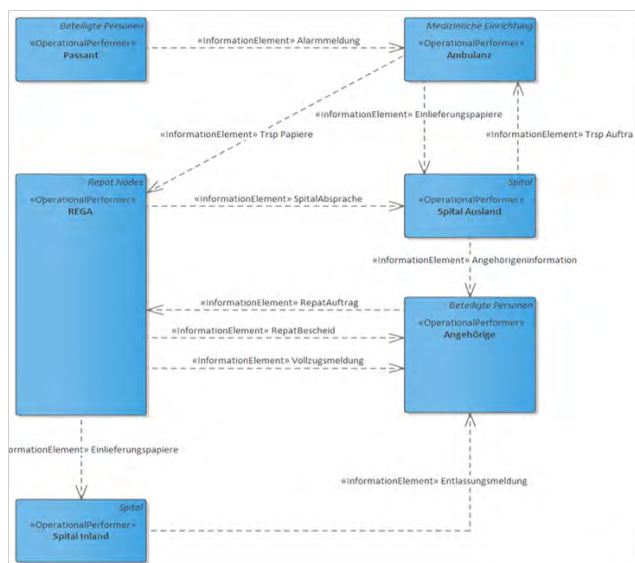 Beteiligte Personen
«OperationalPerformer»
Passant
«InformationElement» Alarmmeldung
Medizinische Einrichtung
«OperationalPerformer»
Ambulanz
«InformationElement» Trsp Papiere
«InformationElement» Einlieferungspapiere
«InformationElement» Trsp Auftra
Repat Nodes
«OperationalPerformer»
REGA
«InformationElement» SpitalAbsprache
Spital
«OperationalPerformer»
Spital Ausland
«InformationElement» Angehörigeninformation
«InformationElement» RepatAuftrag
«InformationElement» RepatBescheid
«InformationElement» Vollzugsmeldung
Beteiligte Personen
«OperationalPerformer»
Angehörige
ormationElement» Einlieferungspapiere
«InformationElement» Entlassungsmeldung
Spital
«OperationalPerformer»
Spital Inland